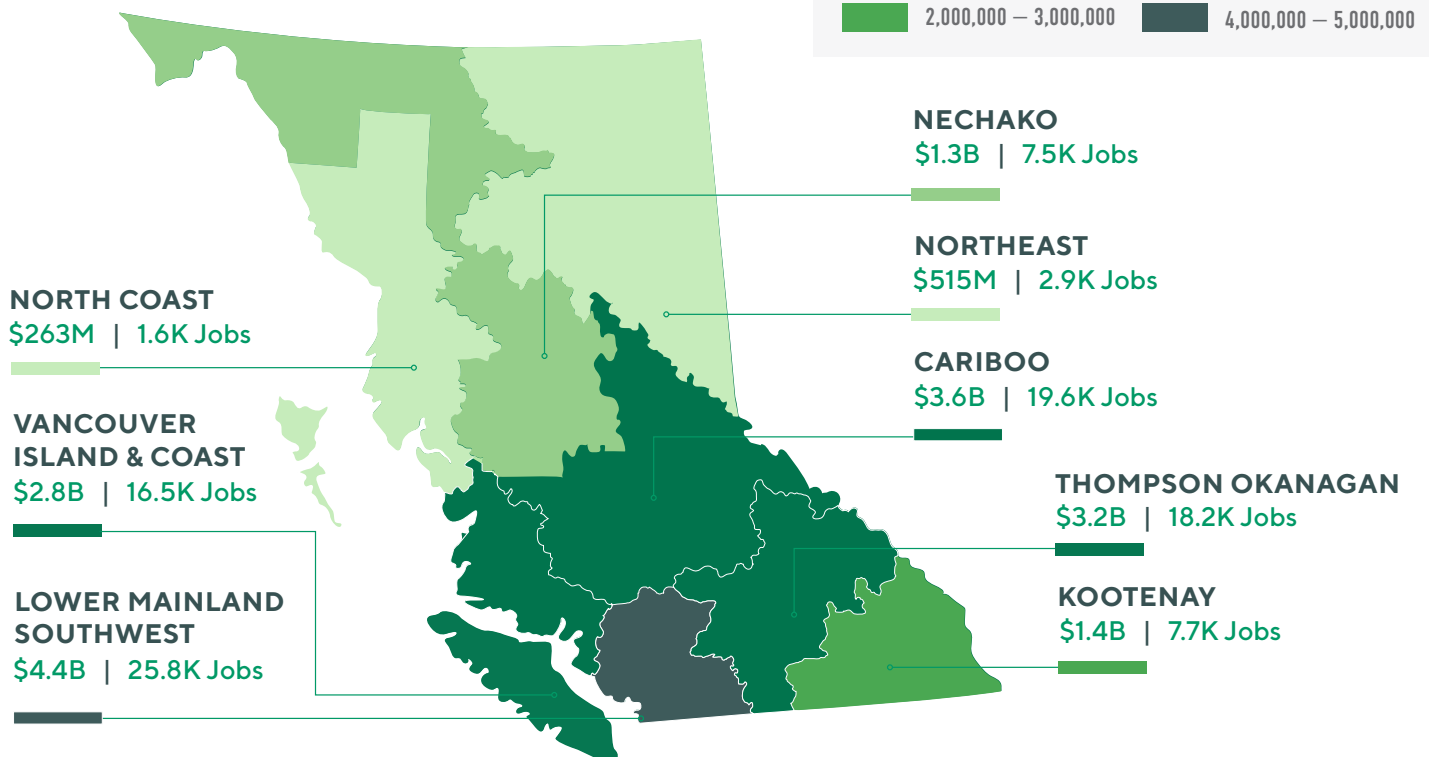 2,000,000 – 3,000,000
4,000,000 – 5,000,000
NECHAKO
$1.3B | 7.5K Jobs
NORTHEAST
$515M | 2.9K Jobs
NORTH COAST
$263M | 1.6K Jobs
CARIBOO
$3.6B | 19.6K Jobs
VANCOUVER
ISLAND & COAST
$2.8B | 16.5K Jobs
THOMPSON OKANAGAN
$3.2B | 18.2K Jobs
LOWER MAINLAND
SOUTHWEST
$4.4B | 25.8K Jobs
KOOTENAY
$1.4B | 7.7K Jobs